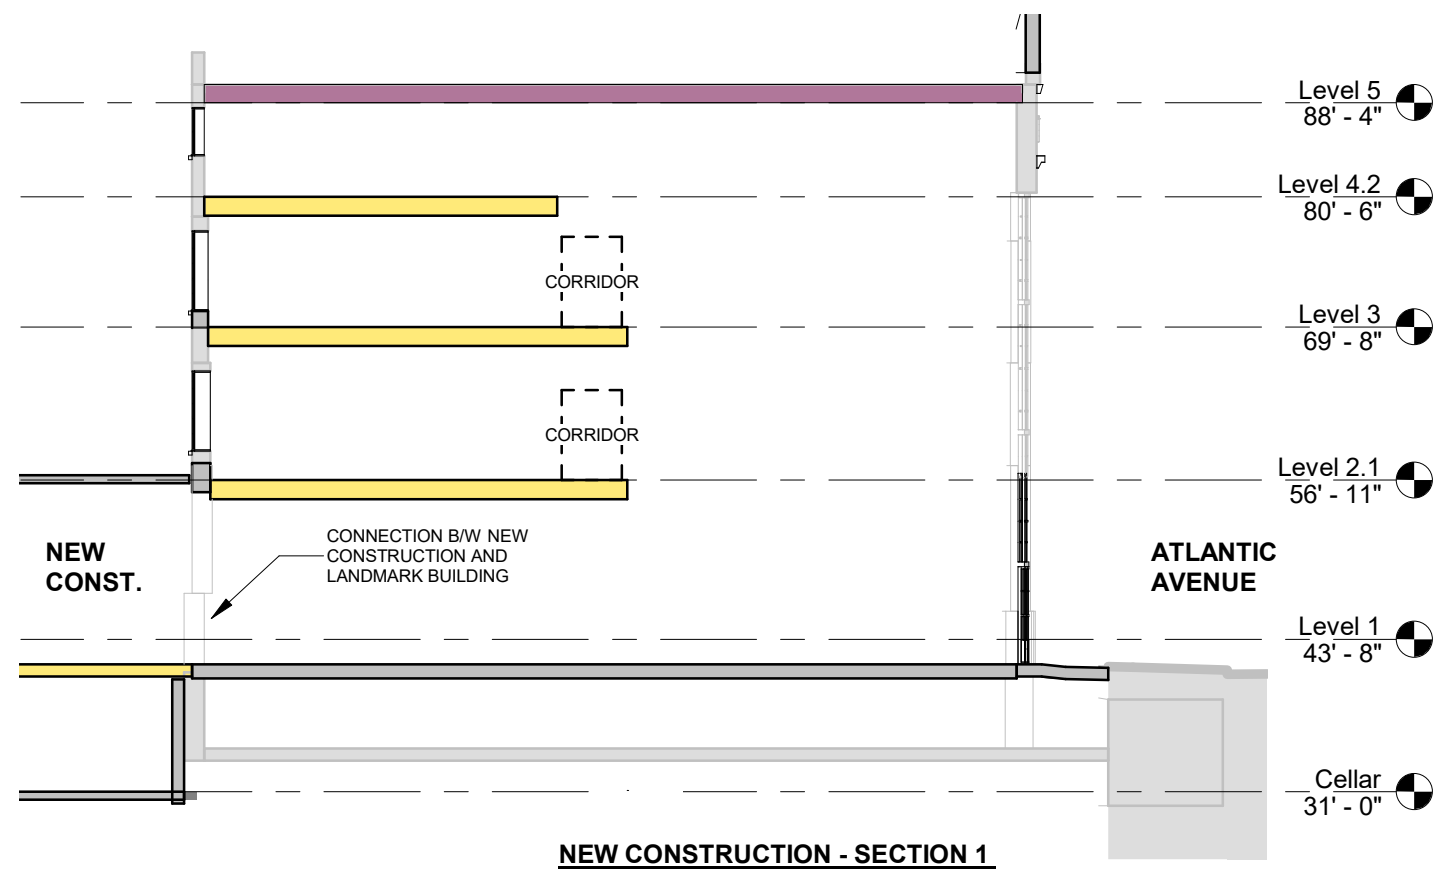 Level 5
88' - 4"
Level 4.2
80' - 6"
CORRIDOR
Level 3
69' - 8"
CORRIDOR
Level 2.1
56' - 11"
NEW
CONST.
CONNECTION B/W NEW
CONSTRUCTION AND
LANDMARK BUILDING
ATLANTIC
AVENUE
Level 1
43' - 8"
Cellar
31' - 0"
NEW CONSTRUCTION - SECTION 1